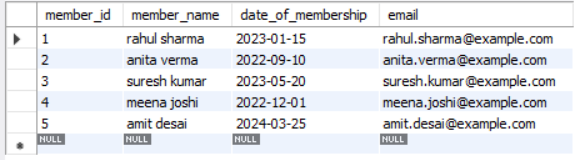 member_id member_name date_of_membership email
1 rahul sharma 2023-01-15 rahul.sharma@example.com
2 anita verma 2022-09-10 anita.verma@example.com
3 suresh kumar 2023-05-20 suresh.kumar@example.com
4 meena joshi 2022-12-01 meena.joshi@example.com
5 amit desai 2024-03-25 amit.desai@example.com
NULL NULL NULL NULL